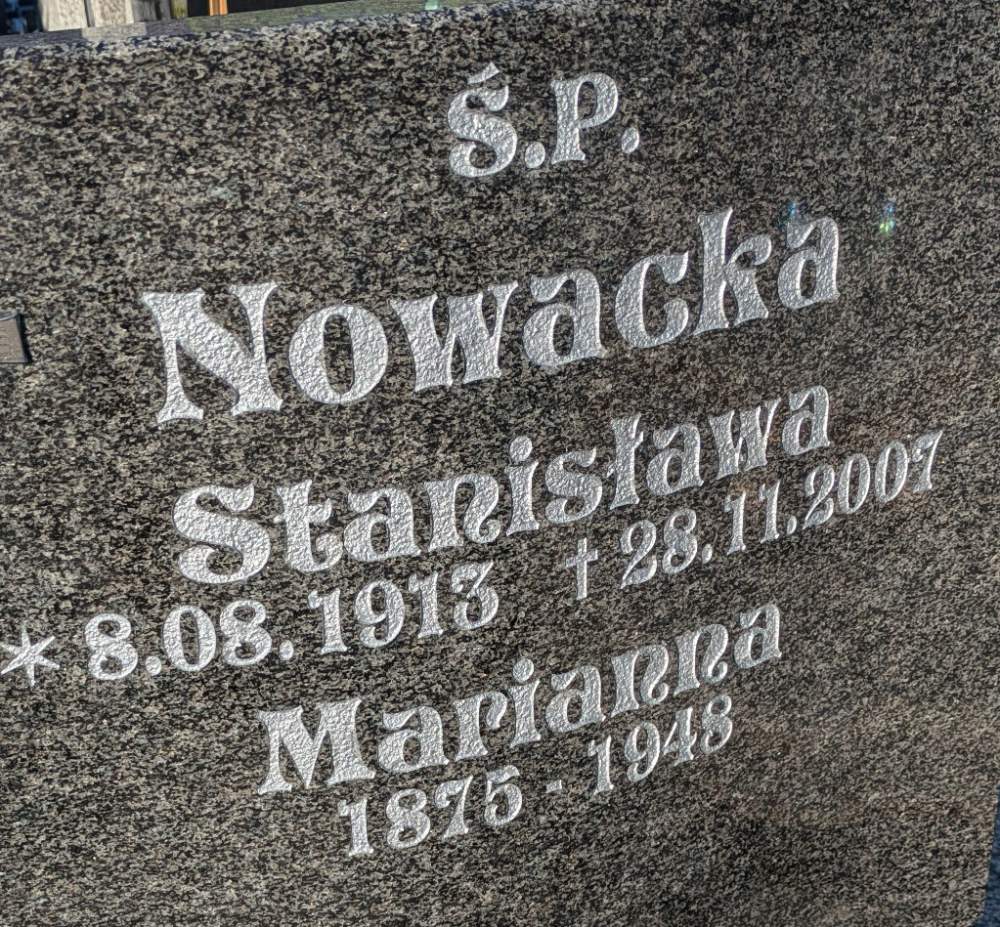 Ś.P.
Nowacka
Stanisława
* 8.08.1913 † 28.11.2007
Marianna
1875 - 1948